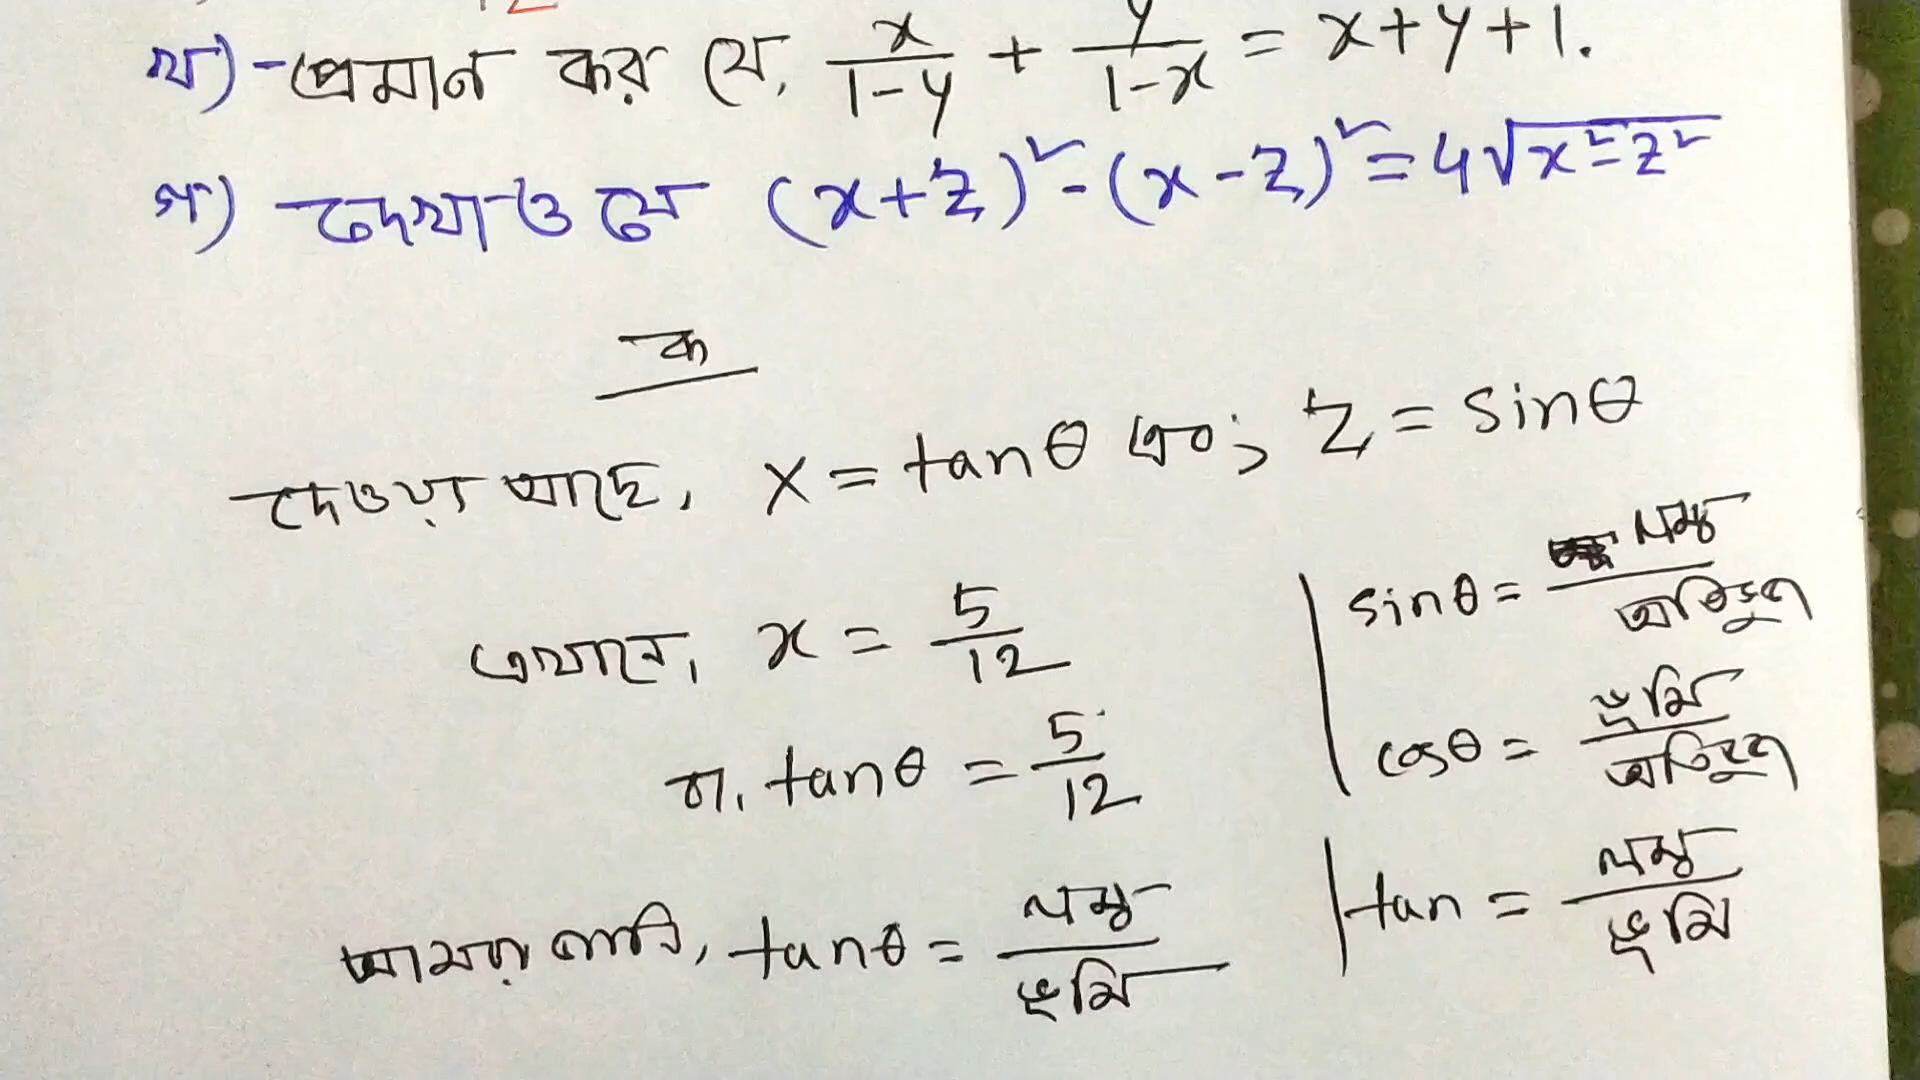 খ) প্রমান কর যে, x/(1-y) + y/(1-x) = x+y+1.
গ) দেখাও যে (x+z)² - (x-z)² = 4√(x²-z²)
ক
দেওয়া আছে, x = tanθ এবং z = sinθ
এখানে, x = 5/12
বা, tanθ = 5/12
আমরা জানি, tanθ = লম্ব/ভূমি
sinθ = লম্ব/অতিভূজ
cosθ = ভূমি/অতিভূজ
tan = লম্ব/ভূমি